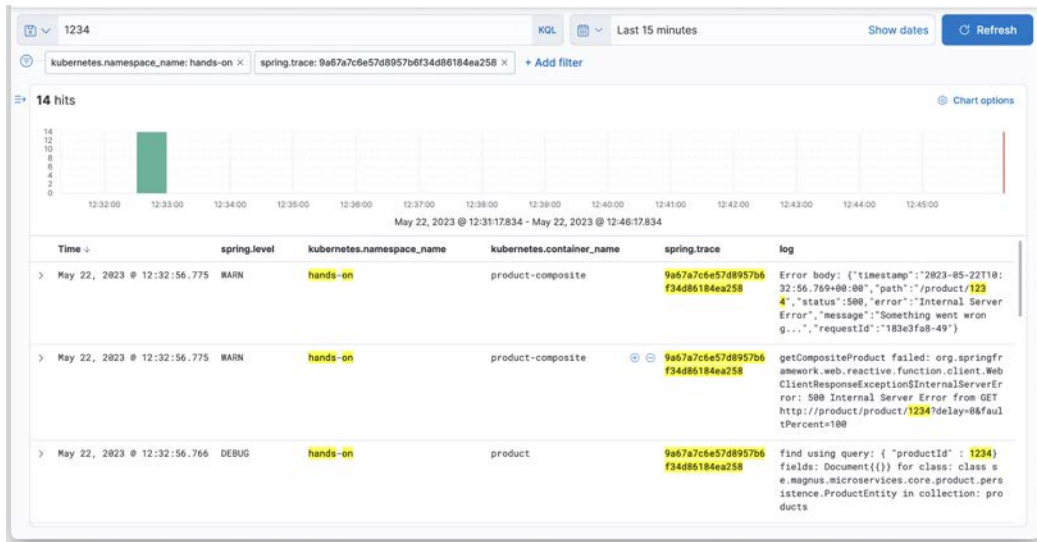 1234 KQL Last 15 minutes Show dates Refresh
kubernetes.namespace_name: hands-on × spring.trace: 9a67a7c6e57d8957b6f34d86184ea258 × + Add filter
14 hits Chart options
14
12
10
8
6
4
2
0
12:32:00 12:33:00 12:34:00 12:35:00 12:36:00 12:37:00 12:38:00 12:39:00 12:40:00 12:41:00 12:42:00 12:43:00 12:44:00 12:45:00
May 22, 2023 @ 12:31:17.834 - May 22, 2023 @ 12:46:17.834
Time ↓ spring.level kubernetes.namespace_name kubernetes.container_name spring.trace log
May 22, 2023 @ 12:32:56.775 WARN hands-on product-composite 9a67a7c6e57d8957b6 Error body: {"timestamp":"2023-05-22T10:
f34d86184ea258 32:56.769+00:00","path":"/product/123
4","status":500,"error":"Internal Server
Error","message":"Something went wron
g...","requestId":"183e3fa8-49"}
May 22, 2023 @ 12:32:56.775 WARN hands-on product-composite 9a67a7c6e57d8957b6 getCompositeProduct failed: org.springfr
f34d86184ea258 amework.web.reactive.function.client.Web
ClientResponseException$InternalServerEr
ror: 500 Internal Server Error from GET
http://product/product/1234?delay=0&faul
tPercent=100
May 22, 2023 @ 12:32:56.766 DEBUG hands-on product 9a67a7c6e57d8957b6 find using query: { "productId" : 1234}
f34d86184ea258 fields: Document{{}} for class: class s
e.magnus.microservices.core.product.pers
istence.ProductEntity in collection: pro
ducts